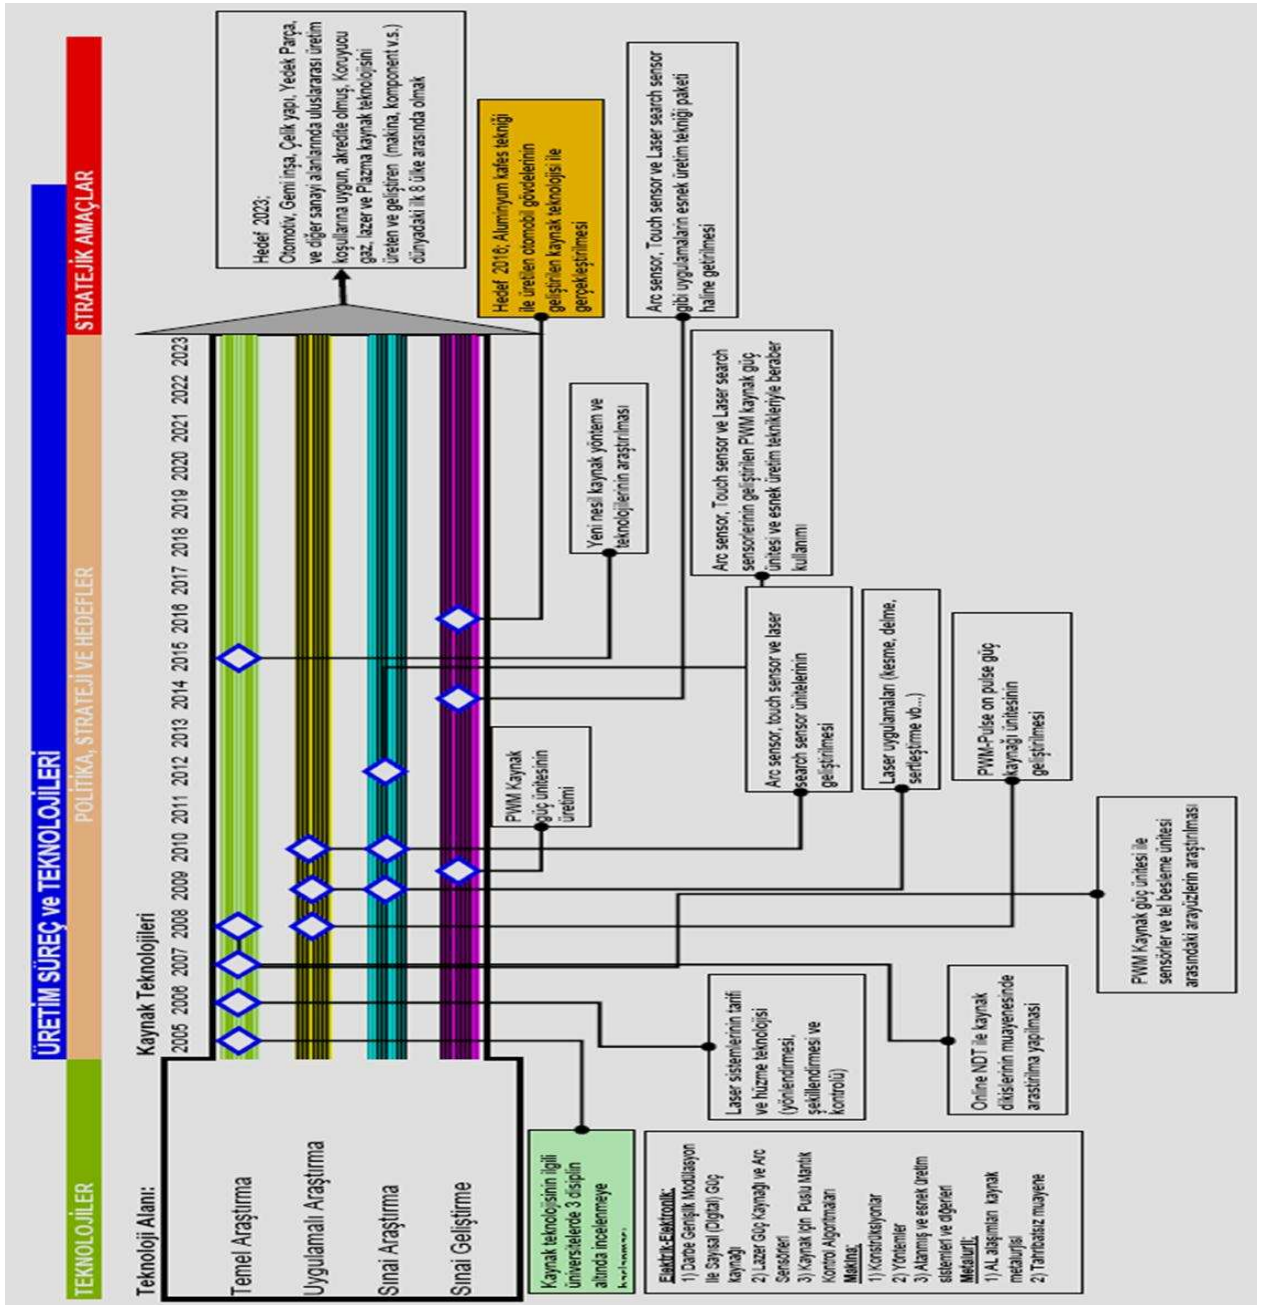 ÜRETİM SÜREÇ ve TEKNOLOJİLERİ
TEKNOLOJİLER
POLİTİKA, STRATEJİ VE HEDEFLER
STRATEJİK AMAÇLAR
Teknoloji Alanı:
Kaynak Teknolojileri
2005 2006 2007 2008 2009 2010 2011 2012 2013 2014 2015 2016 2017 2018 2019 2020 2021 2022 2023
Temel Araştırma
Uygulamalı Araştırma
Sınai Araştırma
Sınai Geliştirme
Hedef 2023;
Otomotiv, Gemi inşa, Çelik yapı, Yedek Parça,
ve diğer sanayi alanlarında uluslararası üretim
koşullarına uygun, akredite olmuş, Koruyucu
gaz, lazer ve Plazma kaynak teknolojisini
üreten ve geliştiren (makina, komponent v.s.)
dünyadaki ilk 8 ülke arasında olmak
Hedef 2016; Aluminyum kafes tekniği
ile üretilen otomobil gövdelerinin
geliştirilen kaynak teknolojisi ile
gerçekleştirilmesi
Arc sensor, Touch sensor ve Laser search sensor
gibi uygulamaların esnek üretim tekniği paketi
haline getirilmesi
Yeni nesil kaynak yöntem ve
teknolojilerinin araştırılması
Arc sensor, Touch sensor ve Laser search
sensorlerinin geliştirilen PWM kaynak güç
ünitesi ve esnek üretim teknikleriyle beraber
kullanımı
PWM Kaynak
güç ünitesinin
üretimi
Arc sensor, touch sensor ve laser
search sensor ünitelerinin
geliştirilmesi
Laser uygulamaları (kesme, delme,
sertleştirme vb...)
PWM-Pulse on pulse güç
kaynağı ünitesinin
geliştirilmesi
PWM Kaynak güç ünitesi ile
sensörler ve tel besleme ünitesi
arasındaki arayüzlerin araştırılması
Laser sistemlerinin tarifi
ve hüzme teknolojisi
(yönlendirmesi,
şekillendirmesi ve
kontrolü)
Online NDT ile kaynak
dikislerinin muayenesinde
arastirilma yapılması
Kaynak teknolojisinin ilgili
üniversitelerde 3 disiplin
altında incelenmeye
Elektrik-Elektronik:
1) Darbe Genişlik Modülasyon
ile Sayısal (Digital) Güç
kaynağı
2) Lazer Güç Kaynağı ve Arc
Sensörleri
3) Kaynak için Puslu Mantık
Kontrol Algoritmaları
Makina;
1) Konstrüksiyonlar
2) Yöntemler
3) Atanmış ve esnek üretim
sistemleri ve diğerleri
Metalurji;
1) AL alaşımları kaynak
metalurjisi
2) Tahribatsız muayene